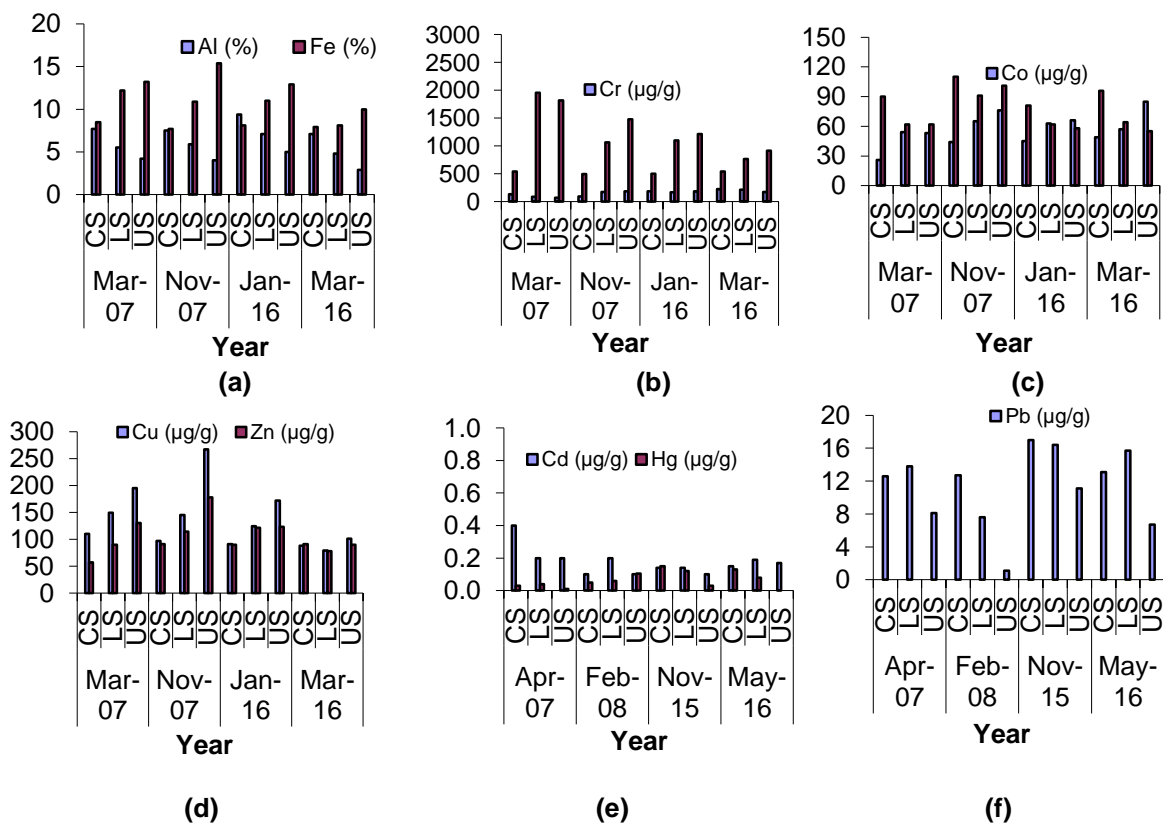 20
15
10
5
0
Al (%) Fe (%)
CS LS US CS LS US CS LS US CS LS US
Mar-07 Nov-07 Jan-16 Mar-16
Year
(a)
3000
2500
2000
1500
1000
500
0
Cr (µg/g)
CS LS US CS LS US CS LS US CS LS US
Mar-07 Nov-07 Jan-16 Mar-16
Year
(b)
150
120
90
60
30
0
Co (µg/g)
CS LS US CS LS US CS LS US CS LS US
Mar-07 Nov-07 Jan-16 Mar-16
Year
(c)
300
250
200
150
100
50
0
Cu (µg/g) Zn (µg/g)
CS LS US CS LS US CS LS US CS LS US
Mar-07 Nov-07 Jan-16 Mar-16
Year
(d)
1.0
0.8
0.6
0.4
0.2
0.0
Cd (µg/g) Hg (µg/g)
CS LS US CS LS US CS LS US CS LS US
Apr-07 Feb-08 Nov-15 May-16
Year
(e)
20
16
12
8
4
0
Pb (µg/g)
CS LS US CS LS US CS LS US CS LS US
Apr-07 Feb-08 Nov-15 May-16
Year
(f)